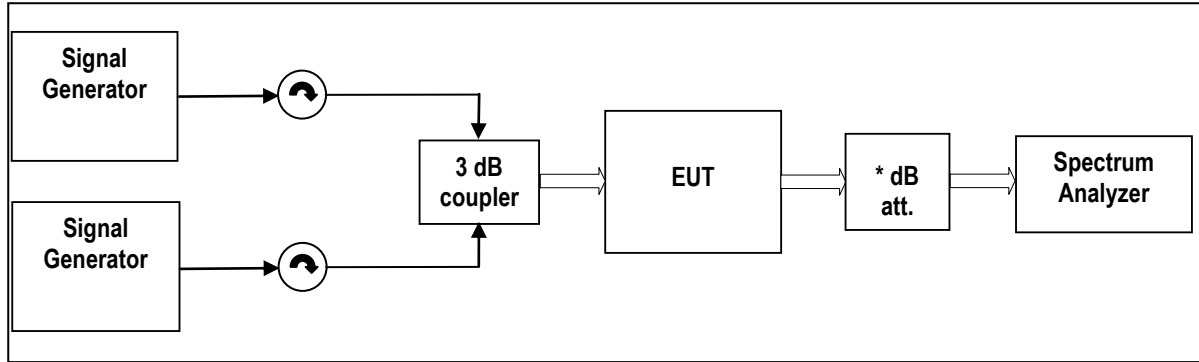 Signal
Generator
3 dB
coupler
EUT
* dB
att.
Spectrum
Analyzer
Signal
Generator